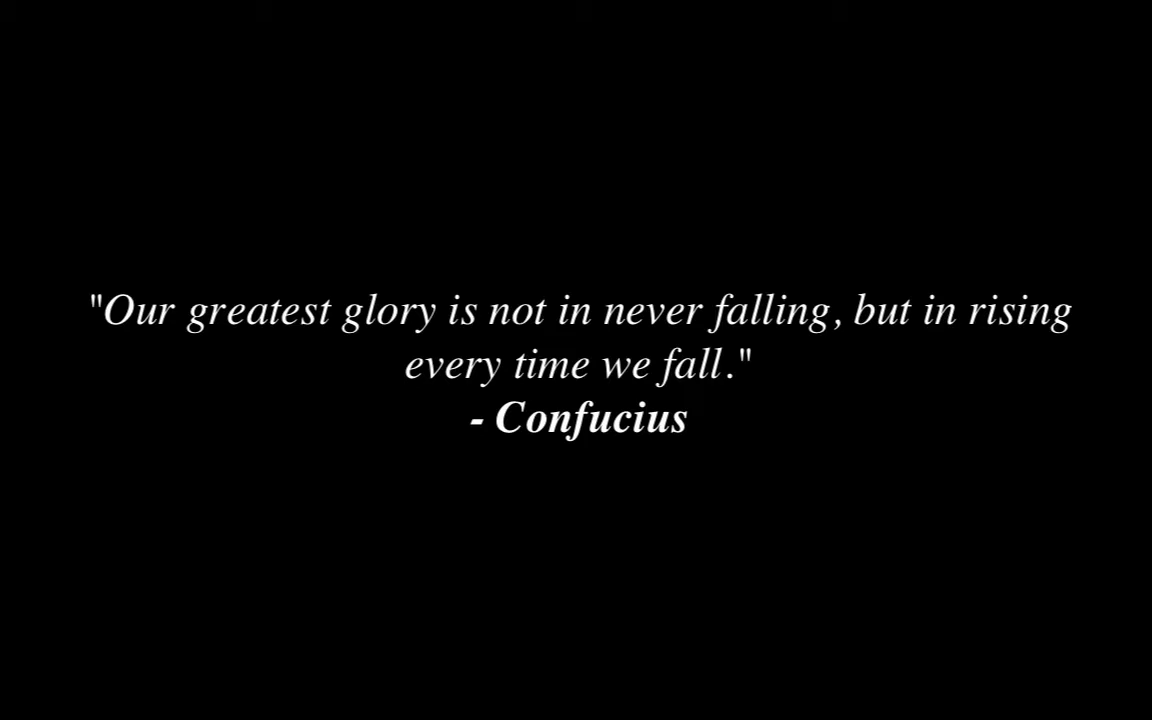 "Our greatest glory is not in never falling, but in rising
every time we fall."
- Confucius